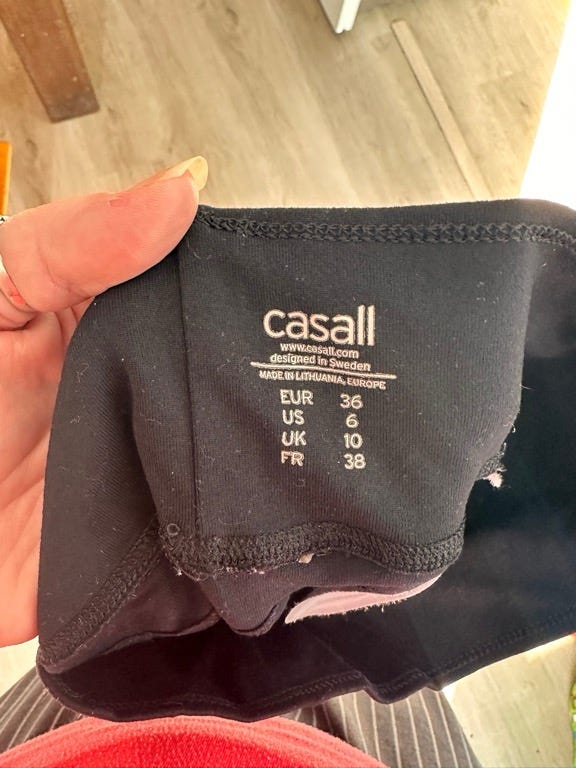 casall
www.casall.com
designed in Sweden
MADE IN LITHUANIA, EUROPE
EUR 36
US 6
UK 10
FR 38